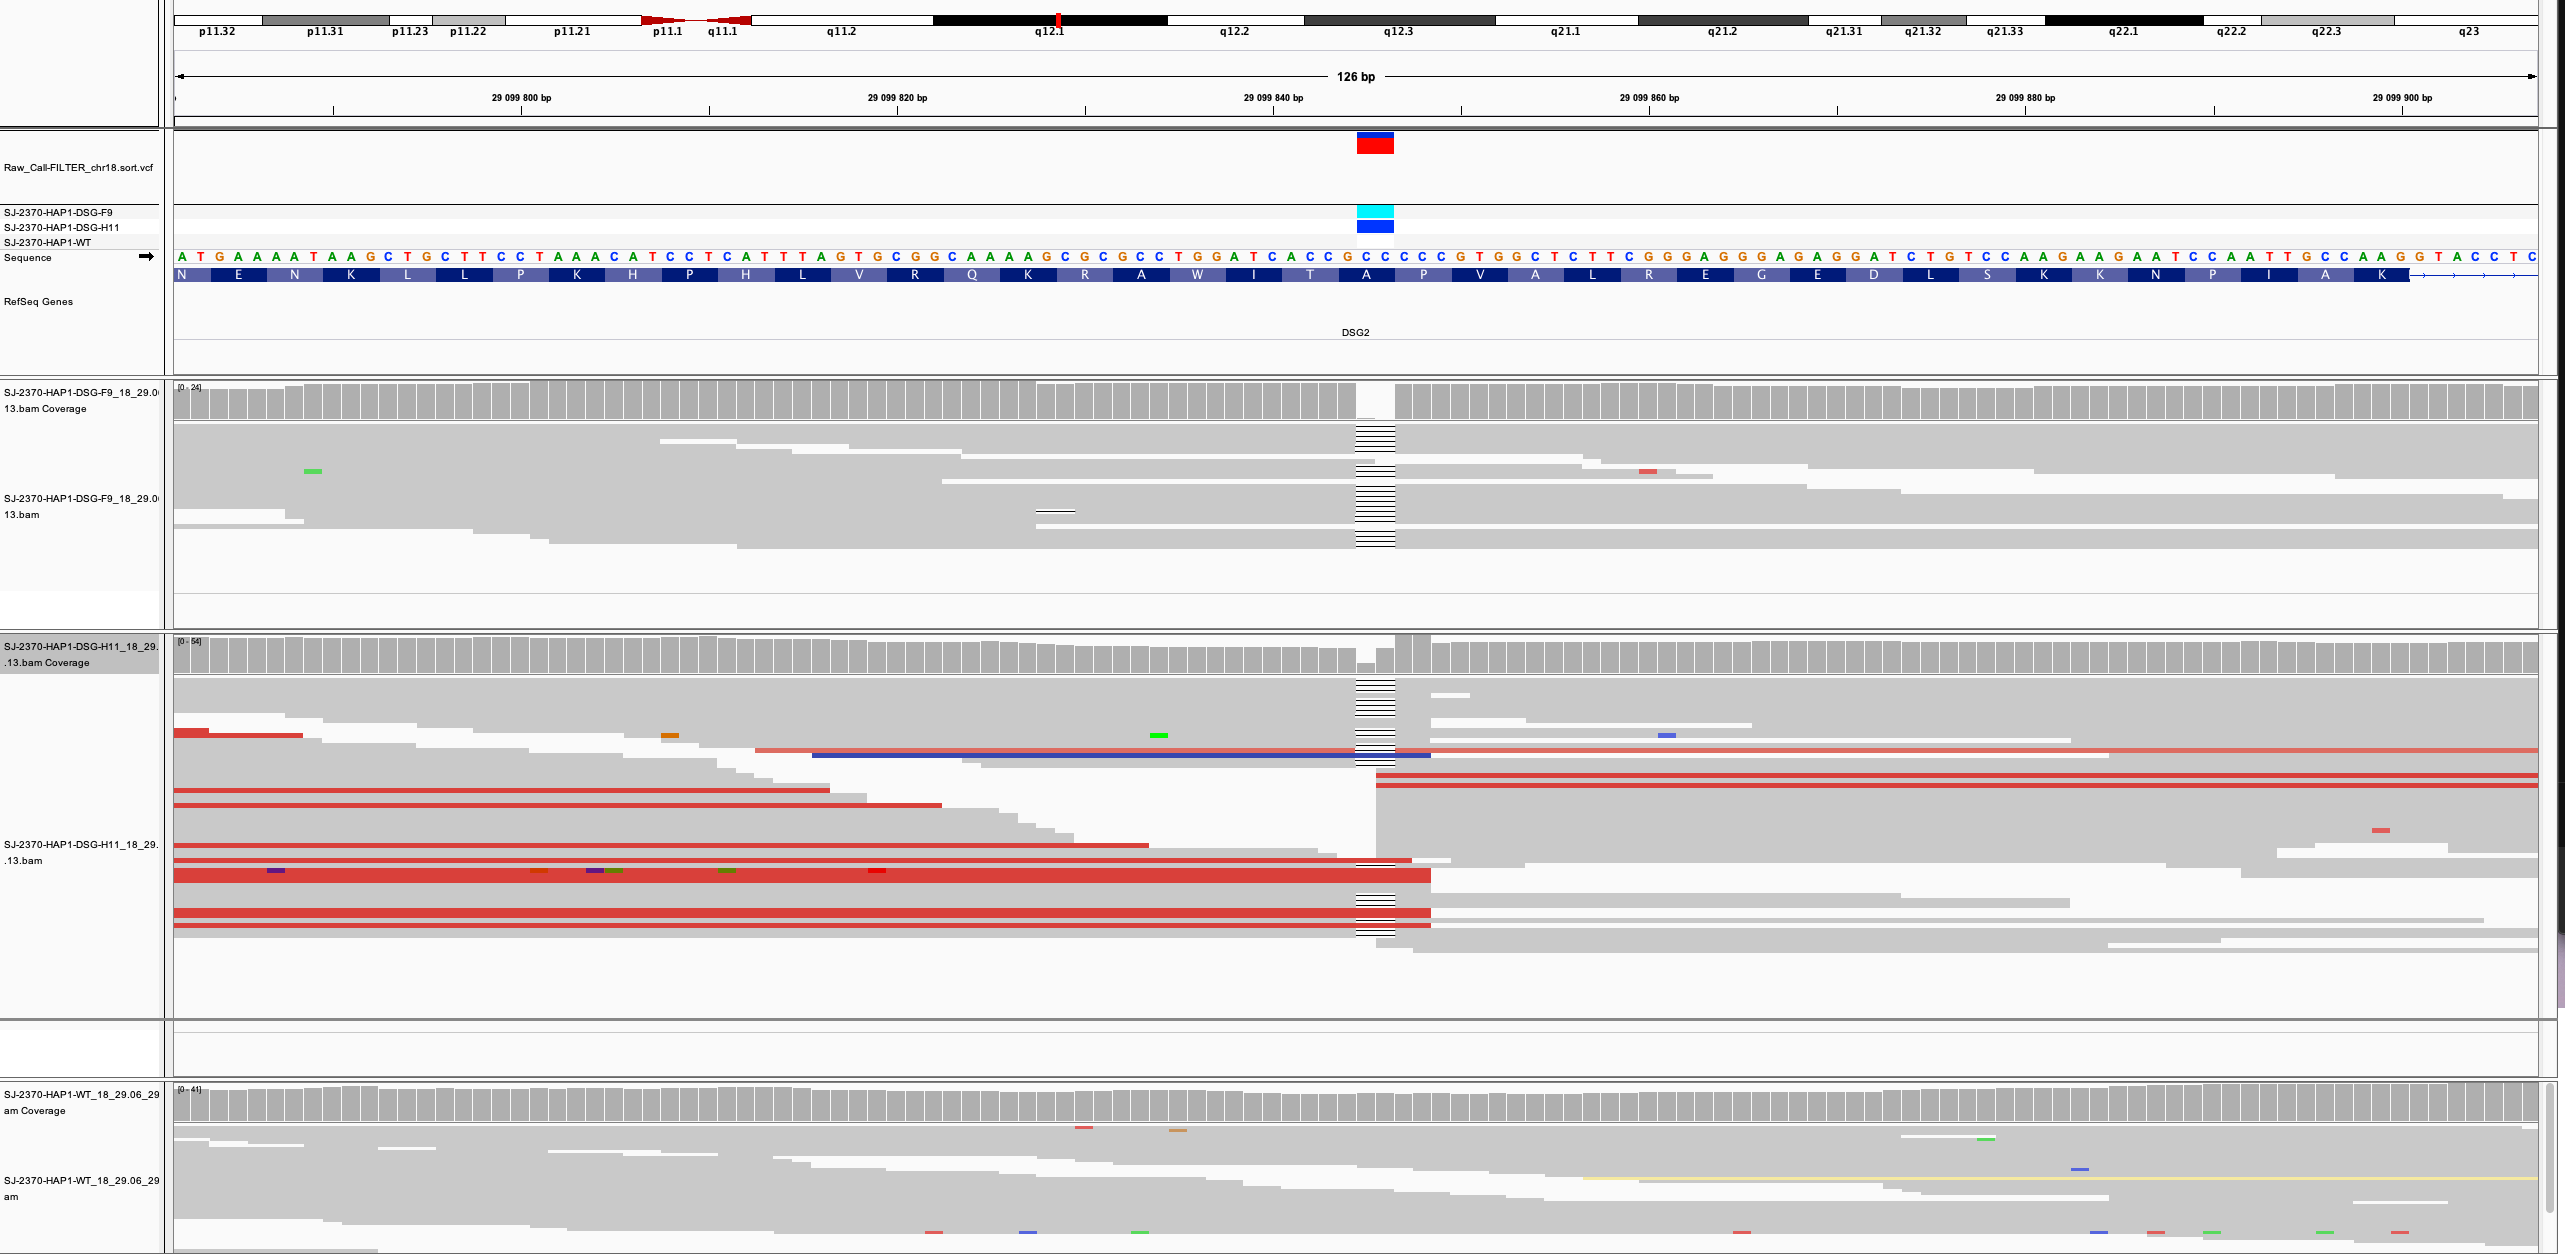 p11.32 p11.31 p11.23 p11.22 p11.21 p11.1 q11.1 q11.2 q12.1 q12.2 q12.3 q21.1 q21.2 q21.31 q21.32 q21.33 q22.1 q22.2 q22.3 q23
126 bp
29 099 800 bp 29 099 820 bp 29 099 840 bp 29 099 860 bp 29 099 880 bp 29 099 900 bp
Raw_Call-FILTER_chr18.sort.vcf
SJ-2370-HAP1-DSG-F9
SJ-2370-HAP1-DSG-H11
SJ-2370-HAP1-WT
Sequence A T G A A A A T A A G C T G C T T C C T A A A C A T C C T C A T T T A G T G C G G C A A A A G C G C G C C T G G A T C A C C G C C C C C G T G G C T C T T C G G G A G G G A G A G G A T C T G T C C A A G A A G A A T C C A A T T G C C A A G G T A C C T C
N E N K L L P K H P H L V R Q K R A W I T A P V A L R E G E D L S K K N P I A K
RefSeq Genes
DSG2
[0 - 24]
SJ-2370-HAP1-DSG-F9_18_29.0
13.bam Coverage
SJ-2370-HAP1-DSG-F9_18_29.0
13.bam
[0 - 54]
SJ-2370-HAP1-DSG-H11_18_29.
.13.bam Coverage
SJ-2370-HAP1-DSG-H11_18_29.
.13.bam
[0 - 41]
SJ-2370-HAP1-WT_18_29.06_29
am Coverage
SJ-2370-HAP1-WT_18_29.06_29
am